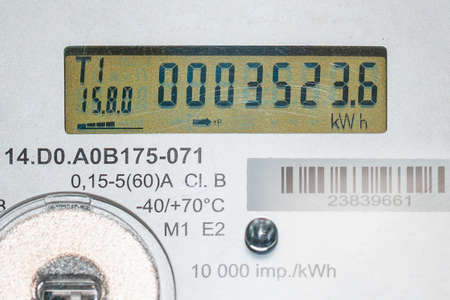 T1
15.8.0 0003523.6
→P kWh
14.D0.A0B175-071
0,15-5(60)A Cl. B
-40/+70°C
M1 E2
23839661
10 000 imp./kWh